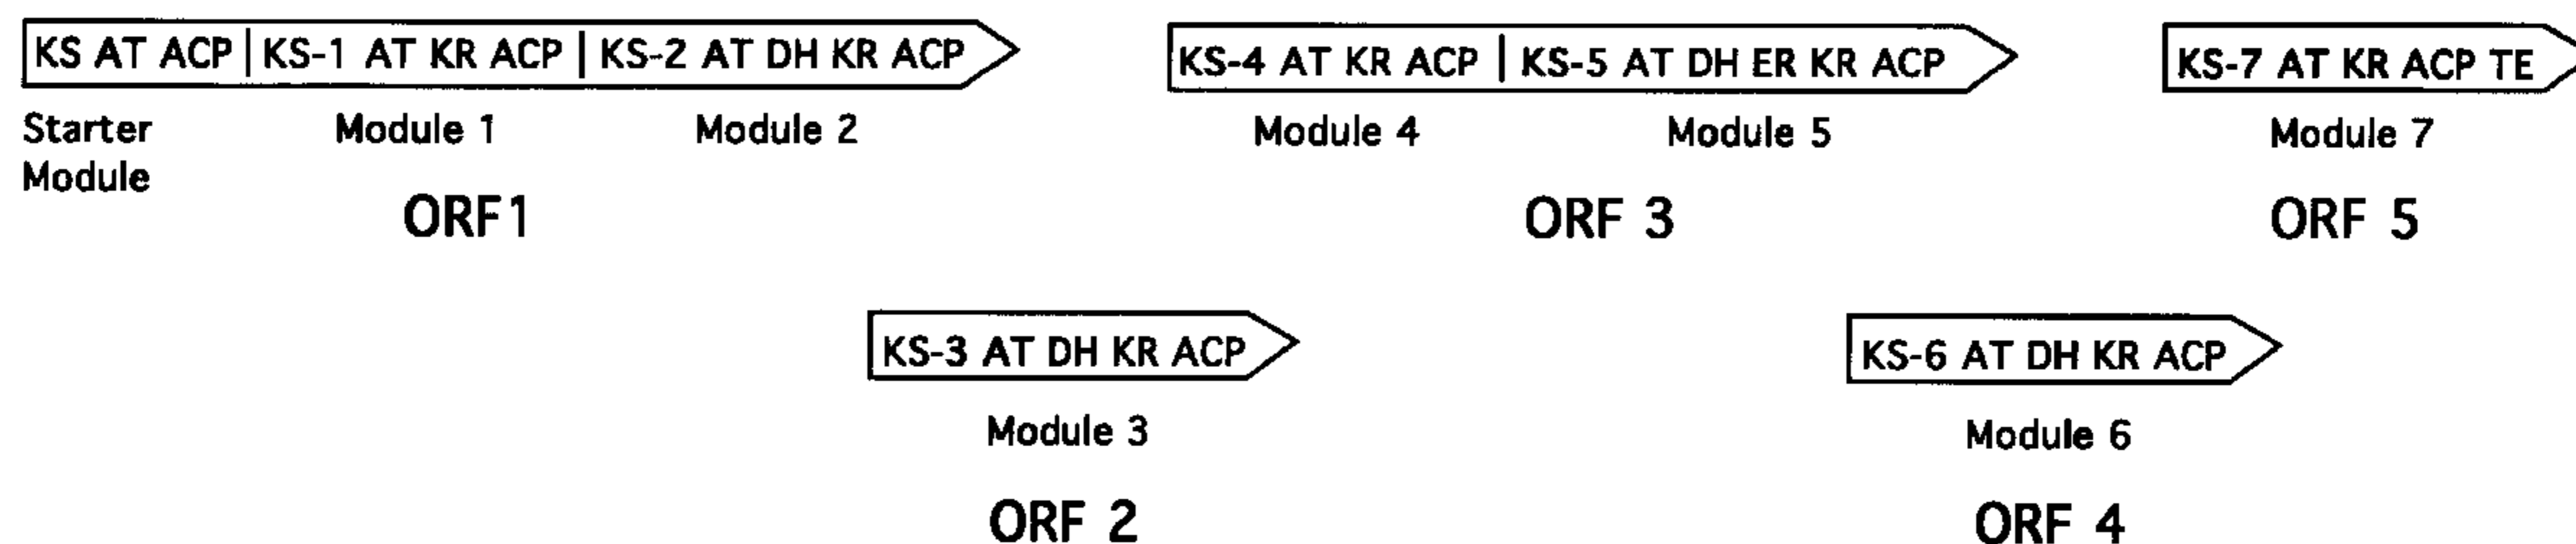 KS AT ACP | KS-1 AT KR ACP | KS-2 AT DH KR ACP
KS-4 AT KR ACP | KS-5 AT DH ER KR ACP
KS-7 AT KR ACP TE
Starter Module
Module 1
Module 2
Module 4
Module 5
Module 7
ORF1
ORF 3
ORF 5
KS-3 AT DH KR ACP
KS-6 AT DH KR ACP
Module 3
Module 6
ORF 2
ORF 4